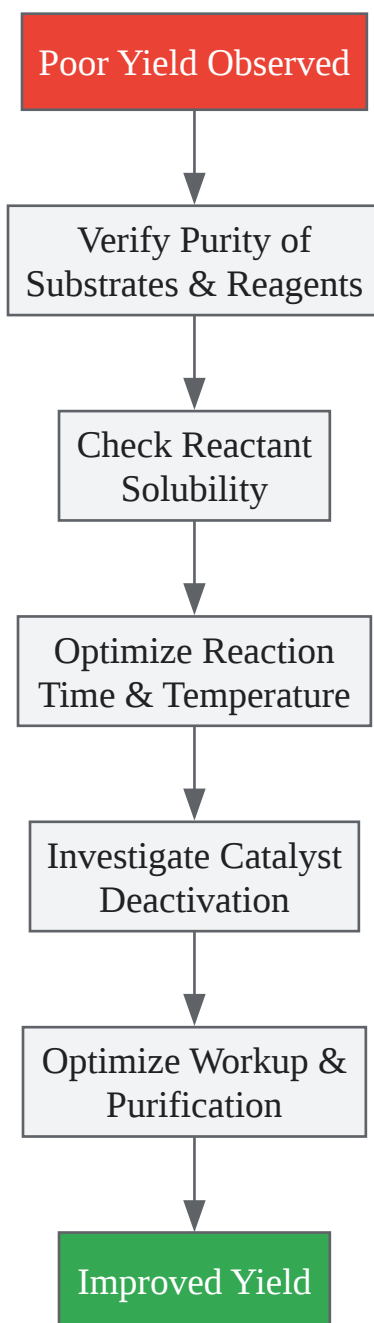 Poor Yield Observed
Verify Purity of
Substrates & Reagents
Check Reactant
Solubility
Optimize Reaction
Time & Temperature
Investigate Catalyst
Deactivation
Optimize Workup &
Purification
Improved Yield